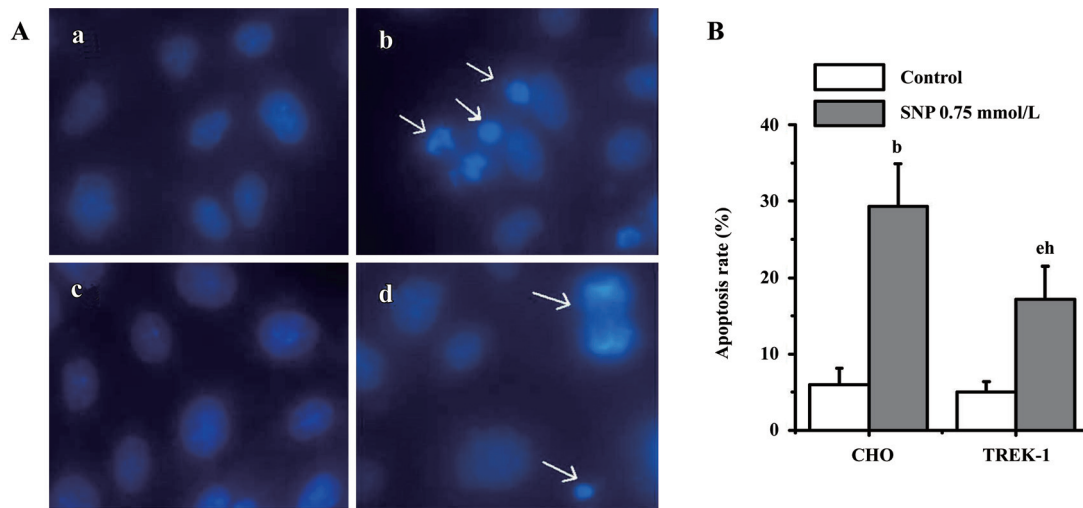 A
a
b
c
d
B
Control
SNP 0.75 mmol/L
Apoptosis rate (%)
40
30
20
10
0
b
eh
CHO
TREK-1